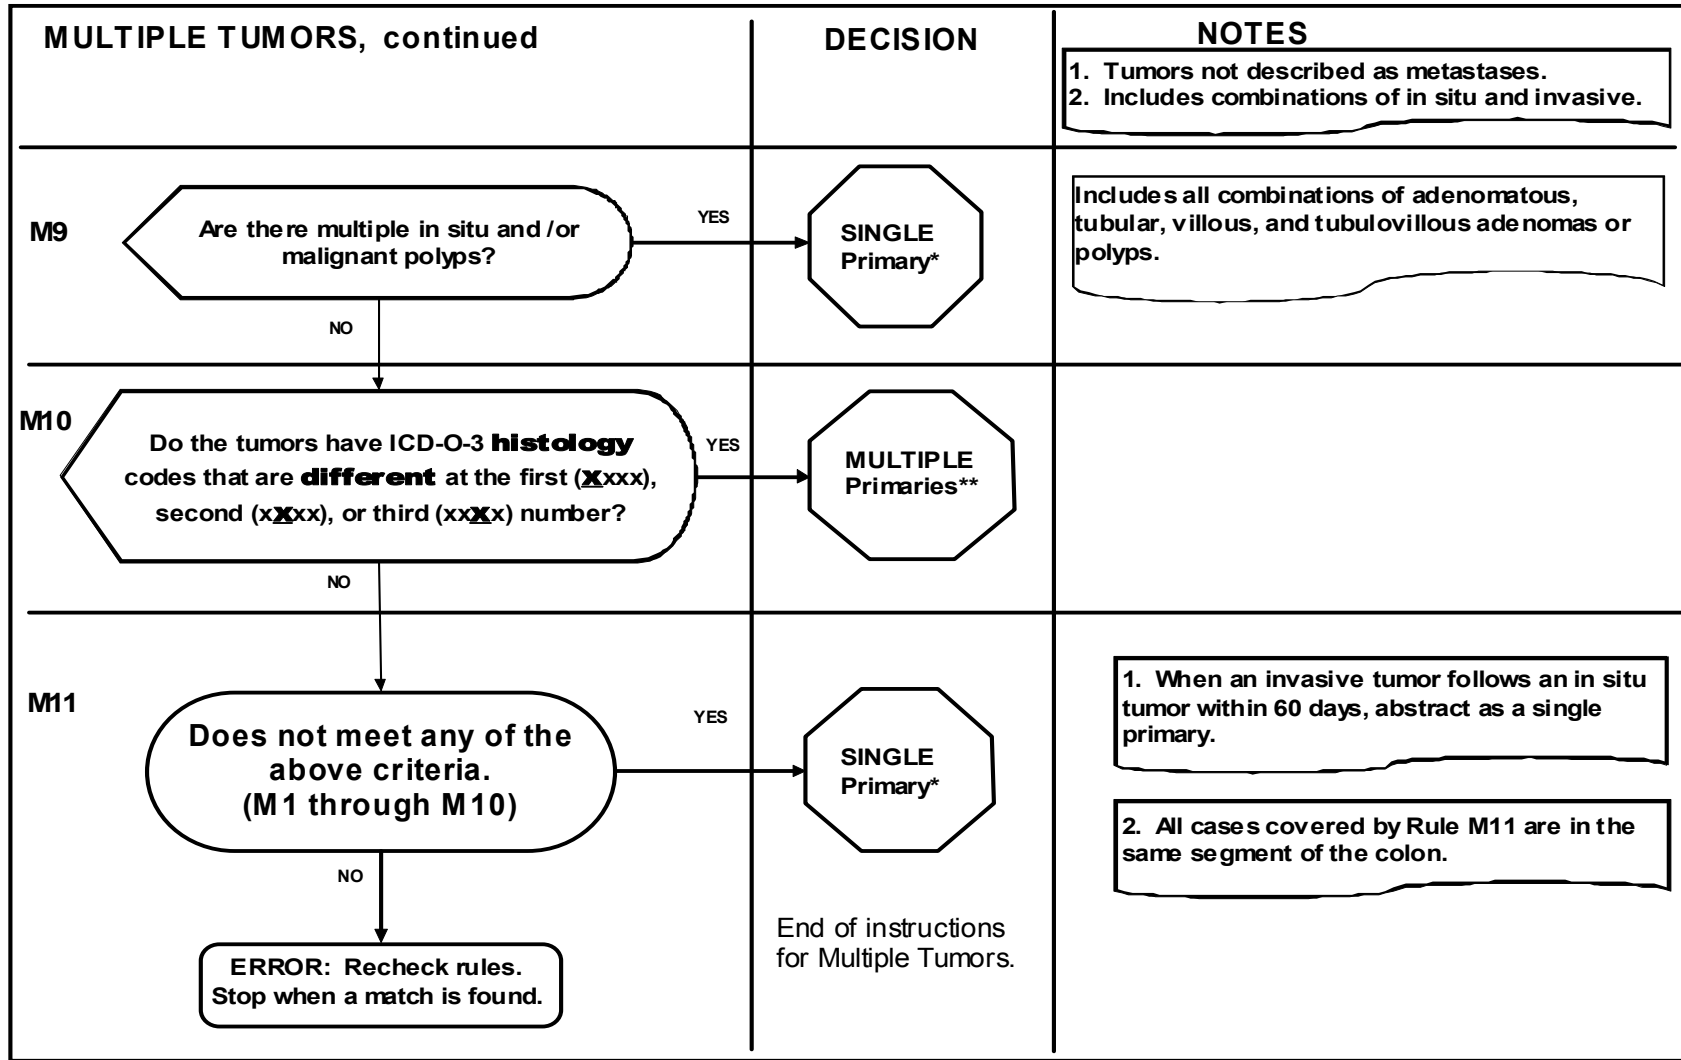 MULTIPLE TUMORS, continued
DECISION
NOTES
1. Tumors not described as metastases.
2. Includes combinations of in situ and invasive.
M9
Are there multiple in situ and /or
malignant polyps?
YES
NO
SINGLE
Primary*
Includes all combinations of adenomatous,
tubular, villous, and tubulovillous adenomas or
polyps.
M10
Do the tumors have ICD-O-3 histology
codes that are different at the first (Xxxx),
second (xXxx), or third (xxXx) number?
YES
NO
MULTIPLE
Primaries**
M11
Does not meet any of the
above criteria.
(M1 through M10)
YES
NO
SINGLE
Primary*
1. When an invasive tumor follows an in situ
tumor within 60 days, abstract as a single
primary.
2. All cases covered by Rule M11 are in the
same segment of the colon.
ERROR: Recheck rules.
Stop when a match is found.
End of instructions
for Multiple Tumors.